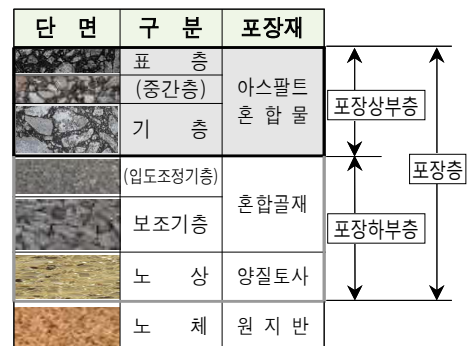 단 면 구 분 포장재
표 층
(중간층)
기 층
아스팔트
혼 합 물
(입도조정기층)
보조기층
혼합골재
노 상 양질토사
노 체 원 지 반
포장상부층
포장층
포장하부층